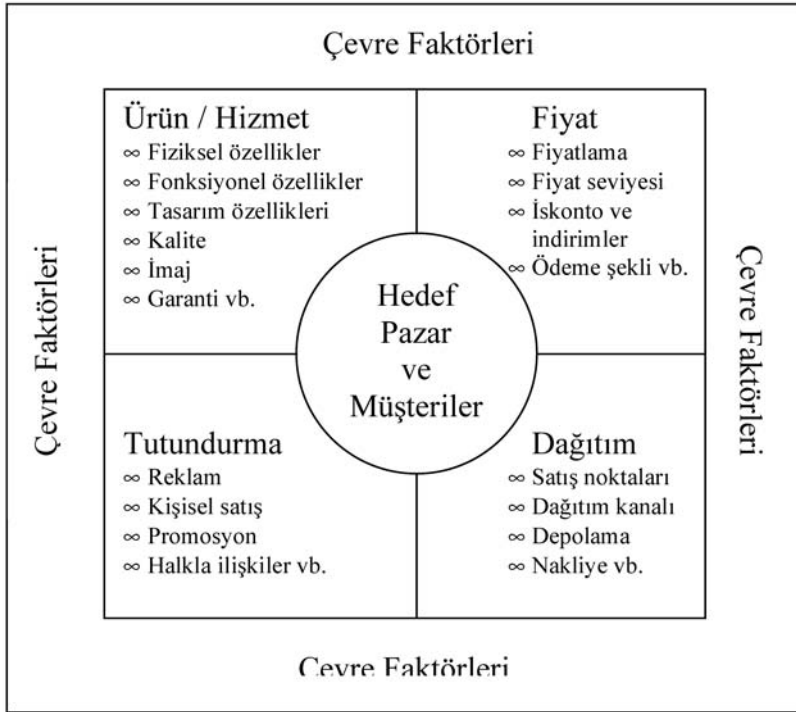 Çevre Faktörleri
Ürün / Hizmet
∞ Fiziksel özellikler
∞ Fonksiyonel özellikler
∞ Tasarım özellikleri
∞ Kalite
∞ İmaj
∞ Garanti vb.
Fiyat
∞ Fiyatlama
∞ Fiyat seviyesi
∞ İskonto ve
indirimler
∞ Ödeme şekli vb.
Çevre Faktörleri
Hedef
Pazar
ve
Müşteriler
Çevre Faktörleri
Tutundurma
∞ Reklam
∞ Kişisel satış
∞ Promosyon
∞ Halkla ilişkiler vb.
Dağıtım
∞ Satış noktaları
∞ Dağıtım kanalı
∞ Depolama
∞ Nakliye vb.
Çevre Faktörleri